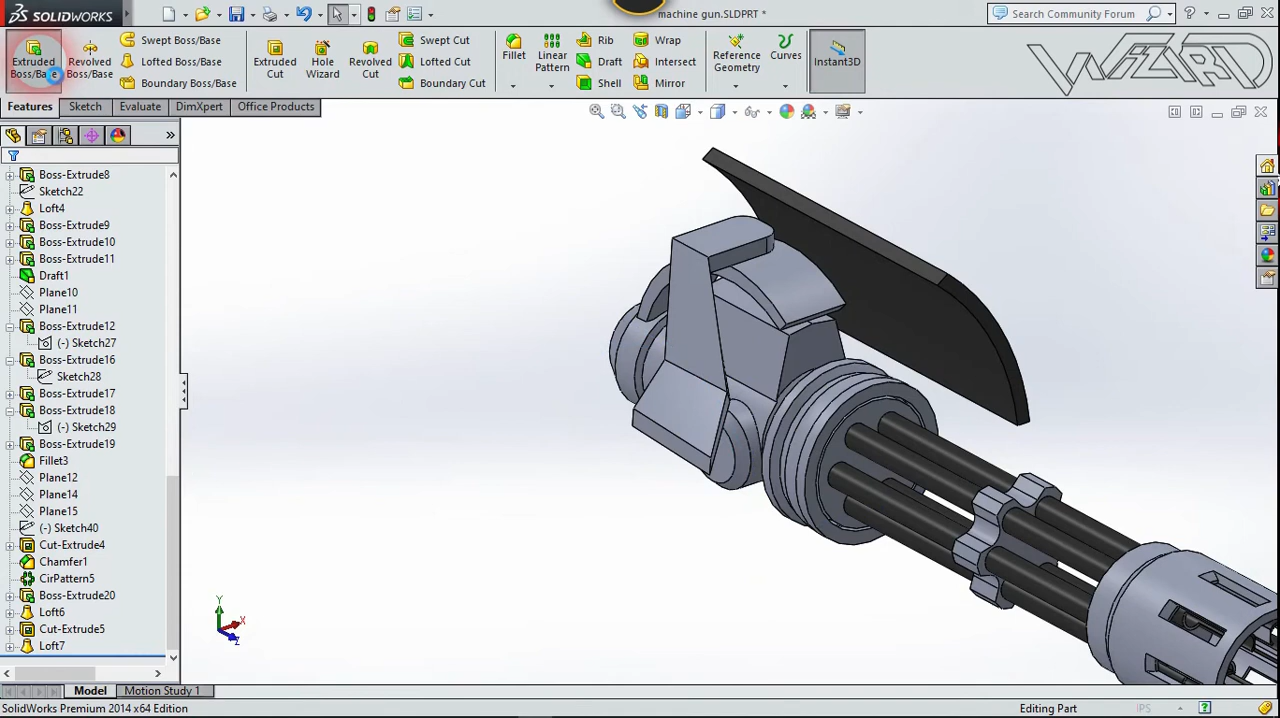 SOLIDWORKS
machine gun.SLDPRT *
Search Community Forum
Extruded Boss/Base
Revolved Boss/Base
Swept Boss/Base
Lofted Boss/Base
Boundary Boss/Base
Extruded Cut
Hole Wizard
Revolved Cut
Swept Cut
Lofted Cut
Boundary Cut
Fillet
Linear Pattern
Rib
Draft
Shell
Wrap
Intersect
Mirror
Reference Geometry
Curves
Instant3D
WIZARD
Features
Sketch
Evaluate
DimXpert
Office Products
Boss-Extrude8
Sketch22
Loft4
Boss-Extrude9
Boss-Extrude10
Boss-Extrude11
Draft1
Plane10
Plane11
Boss-Extrude12
(-) Sketch27
Boss-Extrude16
Sketch28
Boss-Extrude17
Boss-Extrude18
(-) Sketch29
Boss-Extrude19
Fillet3
Plane12
Plane14
Plane15
(-) Sketch40
Cut-Extrude4
Chamfer1
CirPattern5
Boss-Extrude20
Loft6
Cut-Extrude5
Loft7
Y
X
Z
Model
Motion Study 1
SolidWorks Premium 2014 x64 Edition
Editing Part
IPS